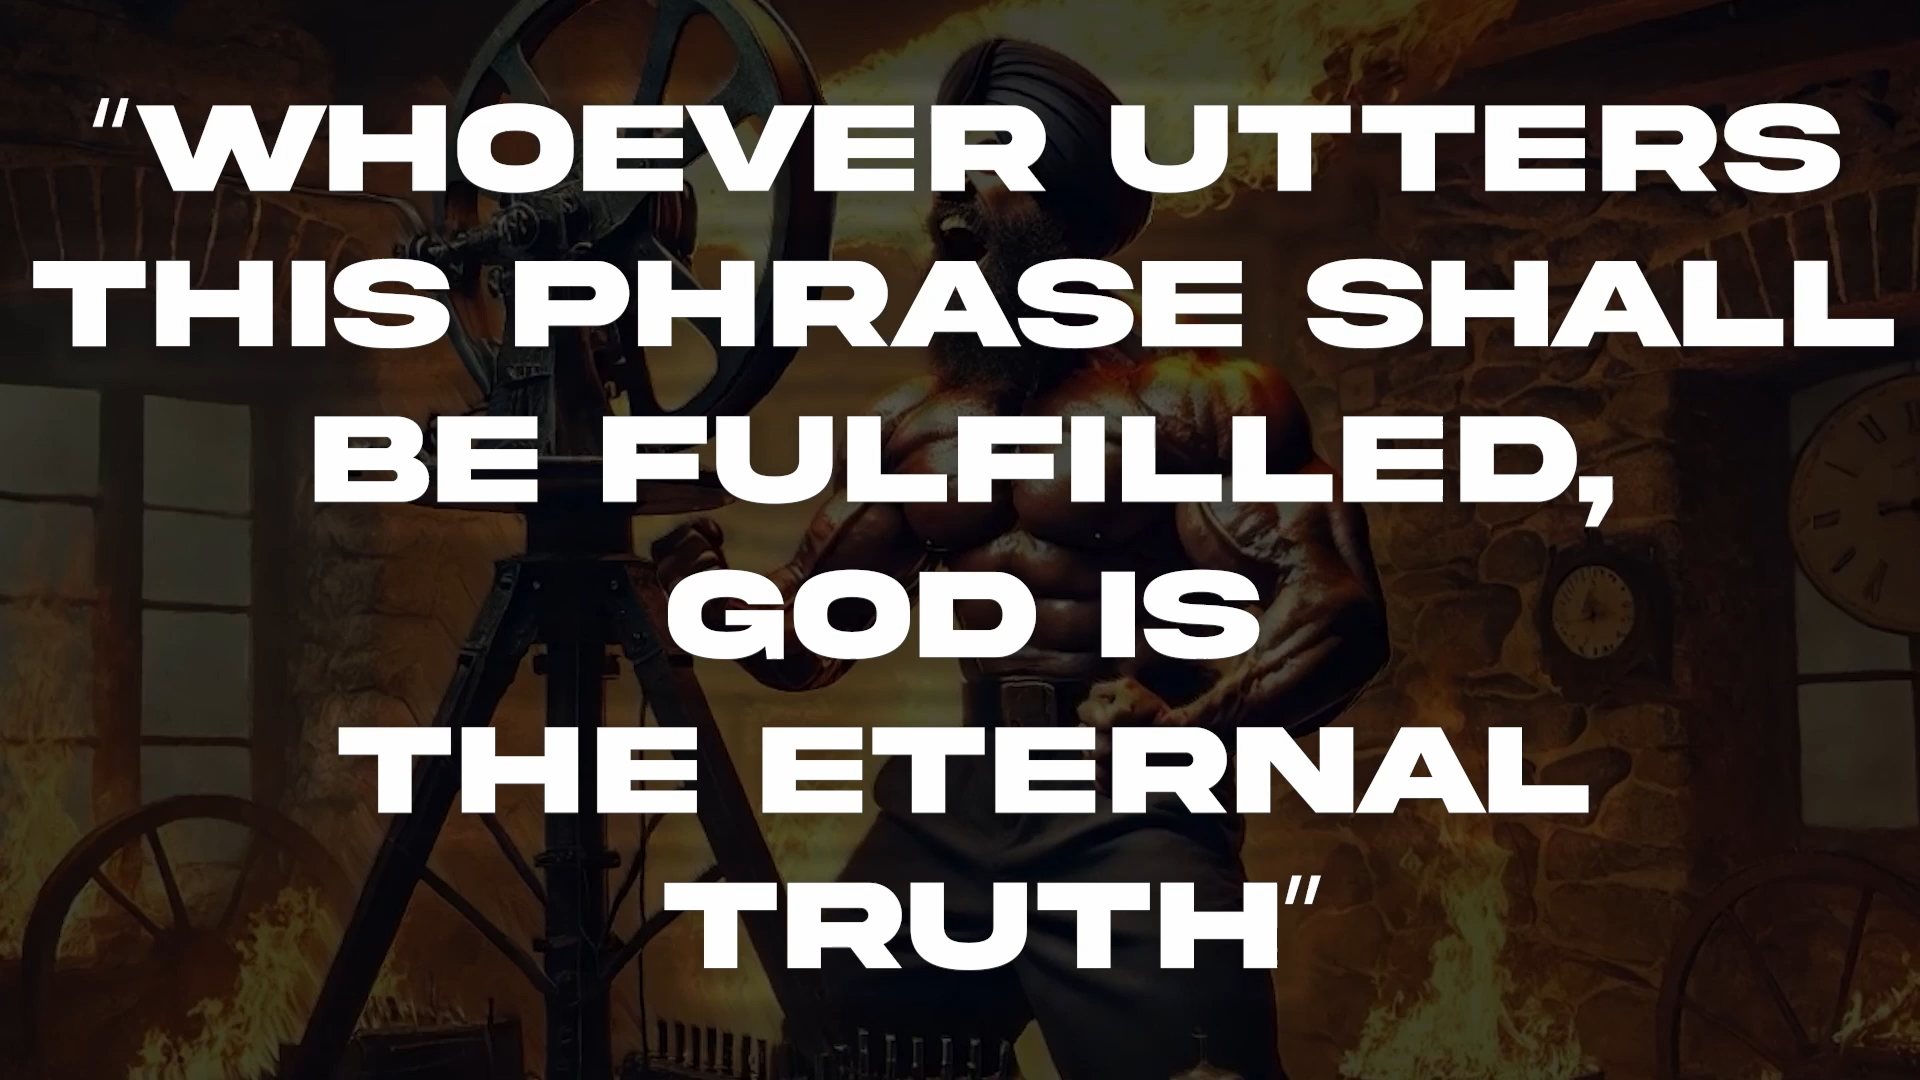 "WHOEVER UTTERS
THIS PHRASE SHALL
BE FULFILLED,
GOD IS
THE ETERNAL
TRUTH"